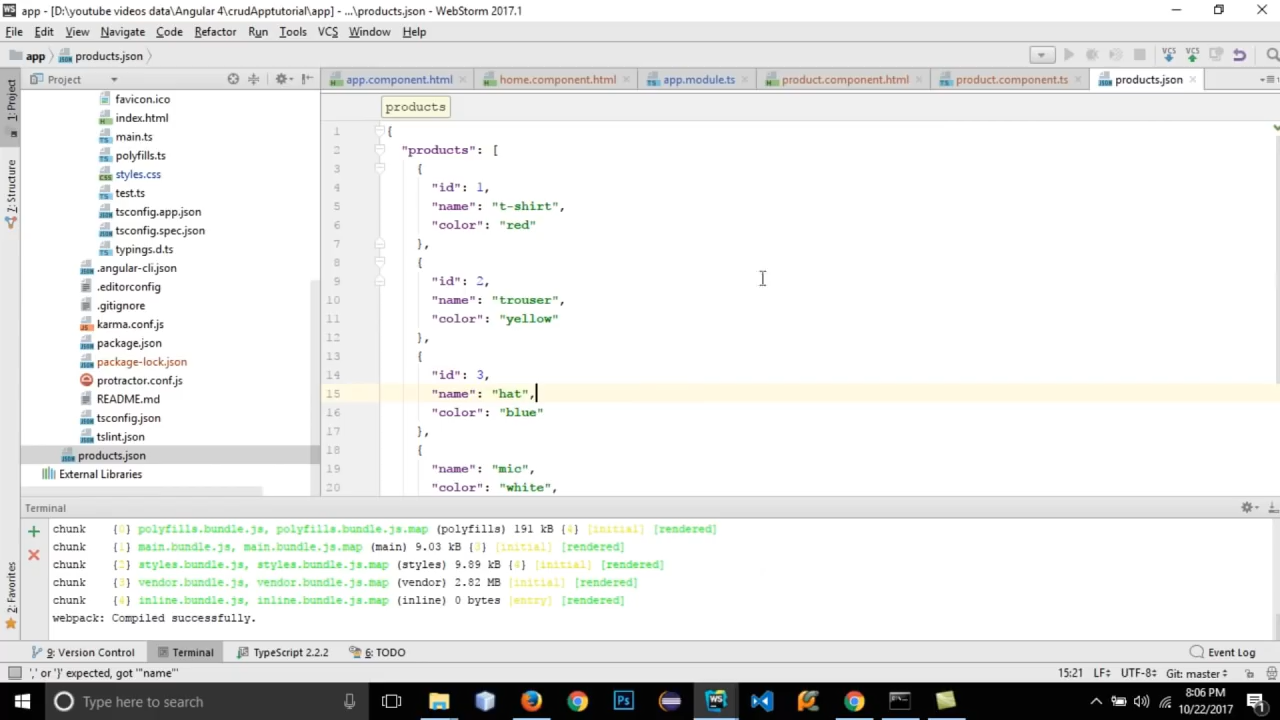 app - [D:\youtube videos data\Angular 4\crudApptutorial\app] - ...\products.json - WebStorm 2017.1
File Edit View Navigate Code Refactor Run Tools VCS Window Help
app products.json
Project
app.component.html home.component.html app.module.ts product.component.html product.component.ts products.json
1: Project
Z: Structure
2: Favorites
favicon.ico
index.html
main.ts
polyfills.ts
styles.css
test.ts
tsconfig.app.json
tsconfig.spec.json
typings.d.ts
.angular-cli.json
.editorconfig
.gitignore
karma.conf.js
package.json
package-lock.json
protractor.conf.js
README.md
tsconfig.json
tslint.json
products.json
External Libraries
products
1 {
2 "products": [
3 {
4 "id": 1,
5 "name": "t-shirt",
6 "color": "red"
7 },
8 {
9 "id": 2,
10 "name": "trouser",
11 "color": "yellow"
12 },
13 {
14 "id": 3,
15 "name": "hat",
16 "color": "blue"
17 },
18 {
19 "name": "mic",
20 "color": "white",
Terminal
chunk {0} polyfills.bundle.js, polyfills.bundle.js.map (polyfills) 191 kB {4} [initial] [rendered]
chunk {1} main.bundle.js, main.bundle.js.map (main) 9.03 kB {3} [initial] [rendered]
chunk {2} styles.bundle.js, styles.bundle.js.map (styles) 9.89 kB {4} [initial] [rendered]
chunk {3} vendor.bundle.js, vendor.bundle.js.map (vendor) 2.82 MB [initial] [rendered]
chunk {4} inline.bundle.js, inline.bundle.js.map (inline) 0 bytes [entry] [rendered]
webpack: Compiled successfully.
9: Version Control Terminal TypeScript 2.2.2 6: TODO Event Log
',' or '}' expected, got '"name"' 15:21 LF÷ UTF-8÷ Git: master÷
Type here to search
8:06 PM
10/22/2017